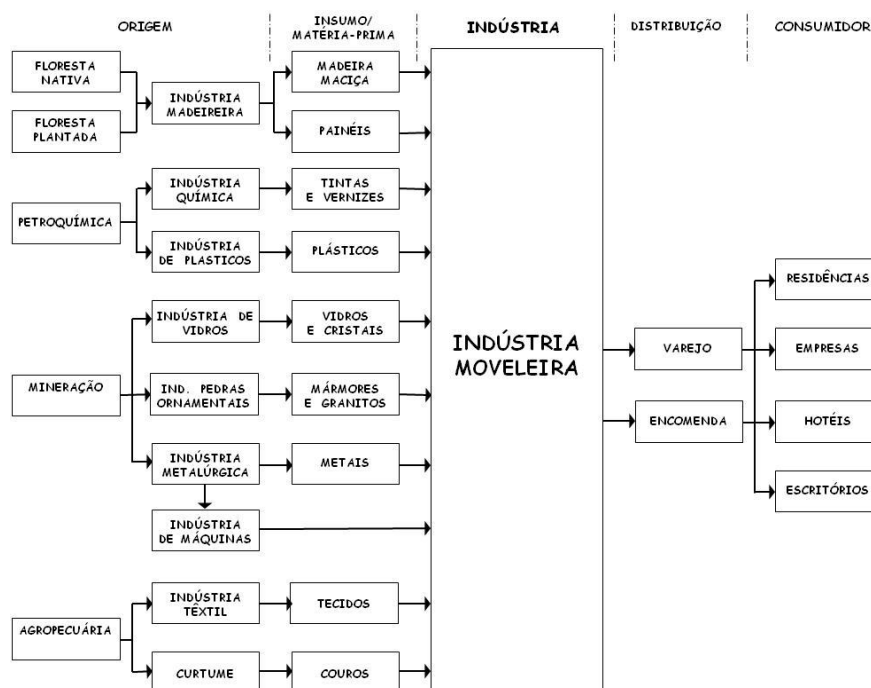 ORIGEM
INSUMO/
MATÉRIA-PRIMA
INDÚSTRIA
DISTRIBUIÇÃO
CONSUMIDOR
FLORESTA
NATIVA
FLORESTA
PLANTADA
INDÚSTRIA
MADEIREIRA
MADEIRA
MACIÇA
PAINÉIS
PETROQUÍMICA
INDÚSTRIA
QUÍMICA
TINTAS
E VERNIZES
INDÚSTRIA
DE PLASTICOS
PLÁSTICOS
MINERAÇÃO
INDÚSTRIA DE
VIDROS
VIDROS
E CRISTAIS
IND. PEDRAS
ORNAMENTAIS
MÁRMORES
E GRANITOS
INDÚSTRIA
METALÚRGICA
METAIS
INDÚSTRIA
DE MÁQUINAS
AGROPECUÁRIA
INDÚSTRIA
TÊXTIL
TECIDOS
CURTUME
COUROS
INDÚSTRIA
MOVELEIRA
VAREJO
ENCOMENDA
RESIDÊNCIAS
EMPRESAS
HOTÉIS
ESCRITÓRIOS